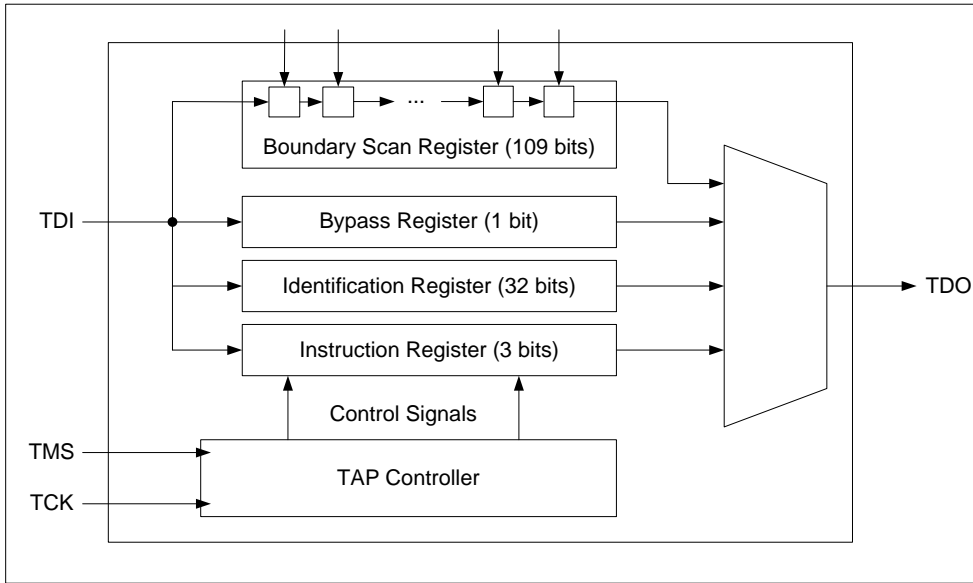 ...
Boundary Scan Register (109 bits)
TDI
Bypass Register (1 bit)
Identification Register (32 bits)
TDO
Instruction Register (3 bits)
Control Signals
TMS
TAP Controller
TCK